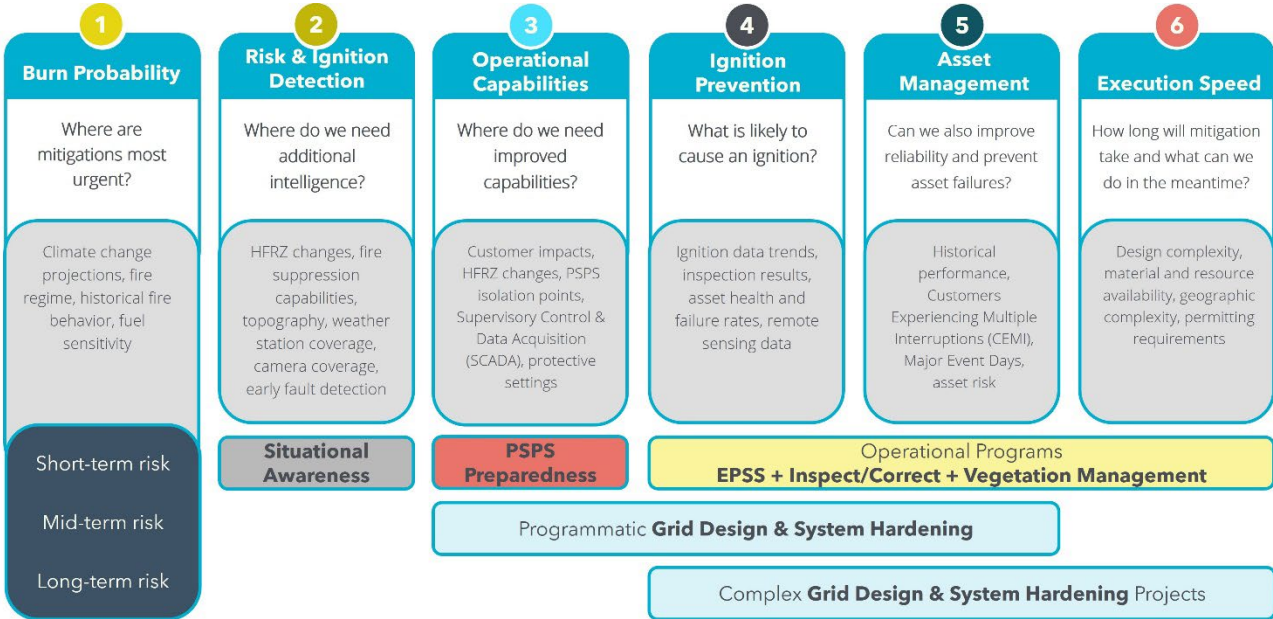 1
Burn Probability
Where are
mitigations most
urgent?
Climate change
projections, fire
regime, historical fire
behavior, fuel
sensitivity
2
Risk & Ignition
Detection
Where do we need
additional
intelligence?
HFRZ changes, fire
suppression
capabilities,
topography, weather
station coverage,
camera coverage,
early fault detection
3
Operational
Capabilities
Where do we need
improved
capabilities?
Customer impacts,
HFRZ changes, PSPS
isolation points,
Supervisory Control &
Data Acquisition
(SCADA), protective
settings
4
Ignition
Prevention
What is likely to
cause an ignition?
Ignition data trends,
inspection results,
asset health and
failure rates, remote
sensing data
5
Asset
Management
Can we also improve
reliability and prevent
asset failures?
Historical
performance,
Customers
Experiencing Multiple
Interruptions (CEMI),
Major Event Days,
asset risk
6
Execution Speed
How long will mitigation
take and what can we
do in the meantime?
Design complexity,
material and resource
availability, geographic
complexity, permitting
requirements
Short-term risk
Mid-term risk
Long-term risk
Situational
Awareness
PSPS
Preparedness
Operational Programs
EPSS + Inspect/Correct + Vegetation Management
Programmatic Grid Design & System Hardening
Complex Grid Design & System Hardening Projects